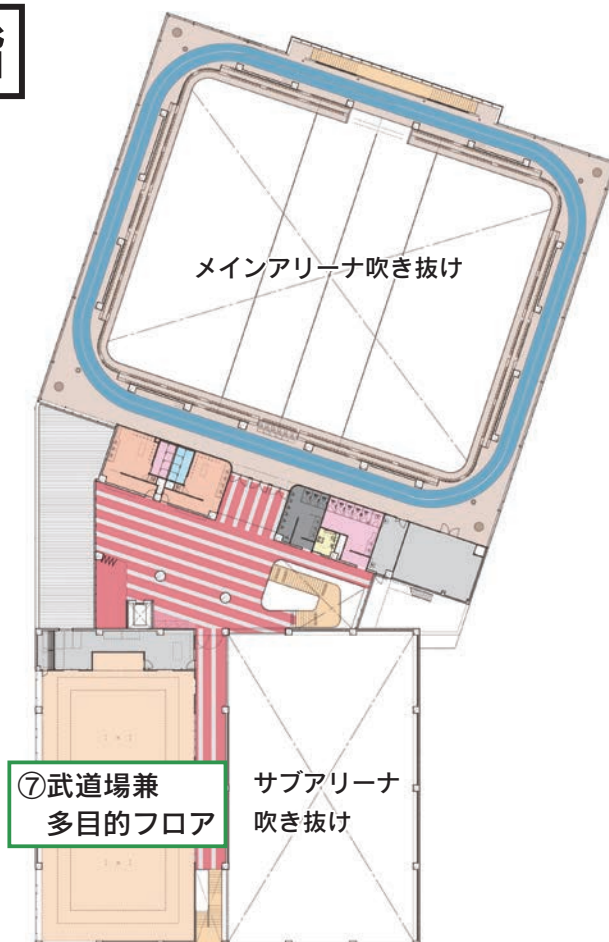 階
メインアリーナ吹き抜け
⑦武道場兼
多目的フロア
サブアリーナ
吹き抜け